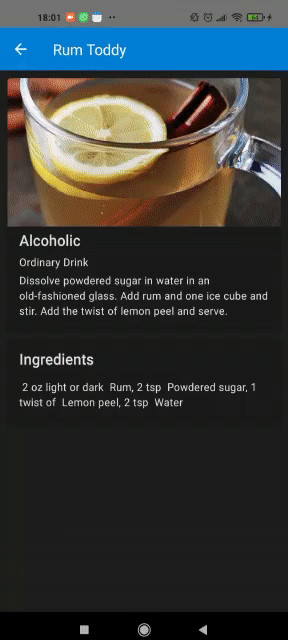 18:01
Rum Toddy
Alcoholic
Ordinary Drink
Dissolve powdered sugar in water in an
old-fashioned glass. Add rum and one ice cube and
stir. Add the twist of lemon peel and serve.
Ingredients
2 oz light or dark  Rum, 2 tsp  Powdered sugar, 1
twist of  Lemon peel, 2 tsp  Water